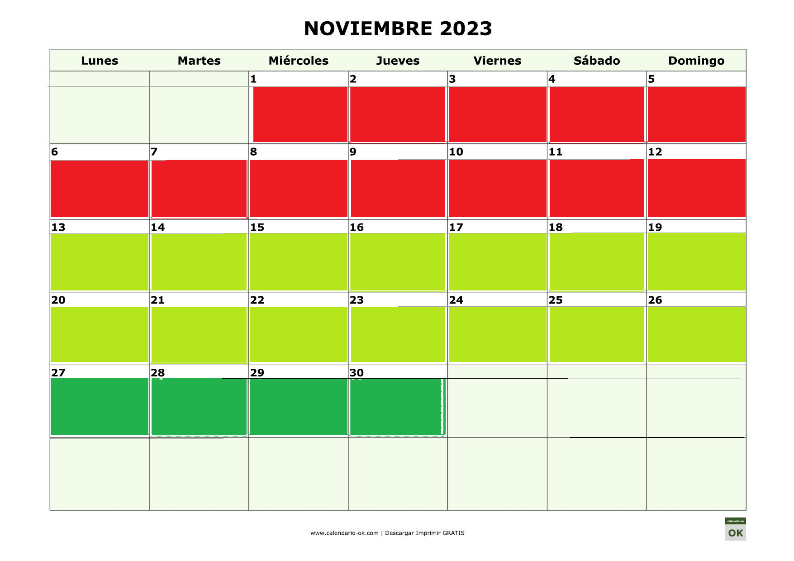 NOVIEMBRE 2023
Lunes Martes Miércoles Jueves Viernes Sábado Domingo
1 2 3 4 5
6 7 8 9 10 11 12
13 14 15 16 17 18 19
20 21 22 23 24 25 26
27 28 29 30
www.calendario-ok.com | Descargar Imprimir GRATIS
OK